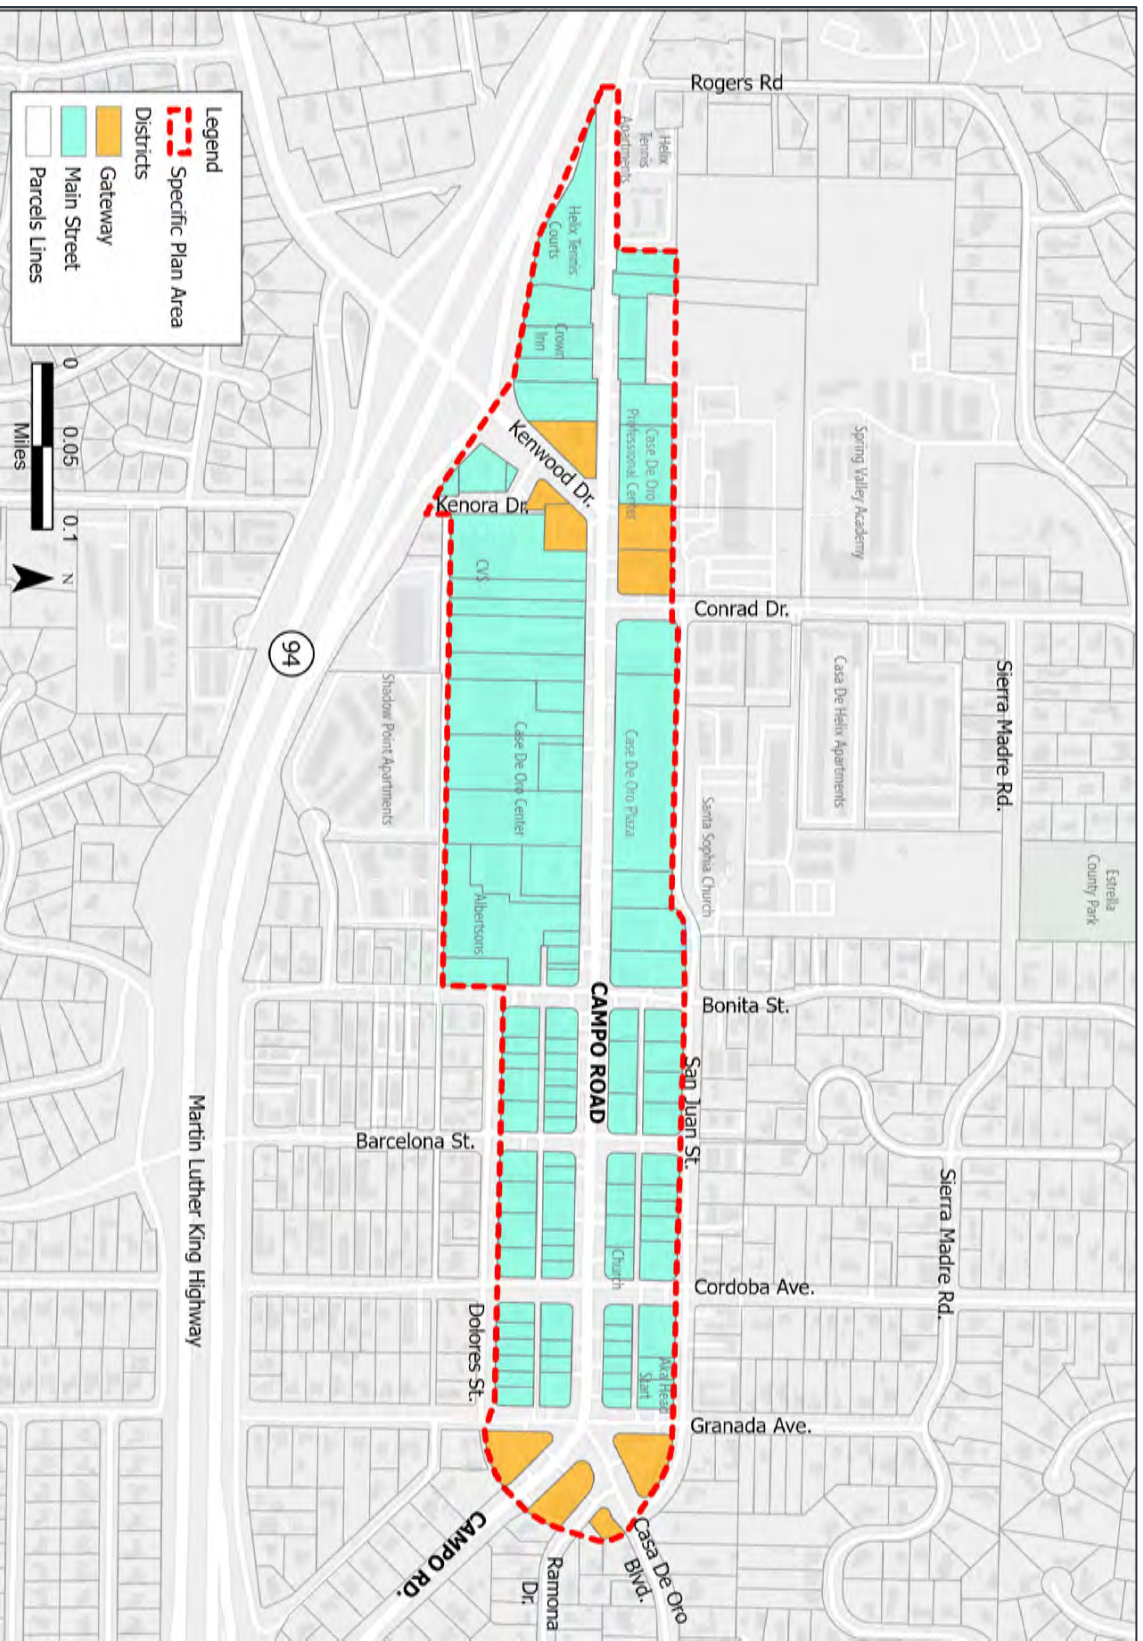 Rogers Rd
Helix
Tennis
Apartments
Helix Tennis
Courts
Crown
Inn
Case De Oro
Professional Center
Spring Valley Academy
Kenwood Dr.
Kenora Dr.
CVS
Conrad Dr.
Sierra Madre Rd.
Casa De Helix Apartments
Shadow Point Apartments
Case De Oro Center
Case De Oro Plaza
Santa Sophia Church
Estrella
County Park
Albertsons
94
CAMPO ROAD
Bonita St.
San Juan St.
Barcelona St.
Martin Luther King Highway
Sierra Madre Rd.
Church
Cordoba Ave.
Dolores St.
Aka Head
Start
Granada Ave.
CAMPO RD.
Ramona
Dr.
Casa De Oro
Blvd.
Legend
Specific Plan Area
Districts
Gateway
Main Street
Parcels Lines
0 0.05 0.1
Miles
N